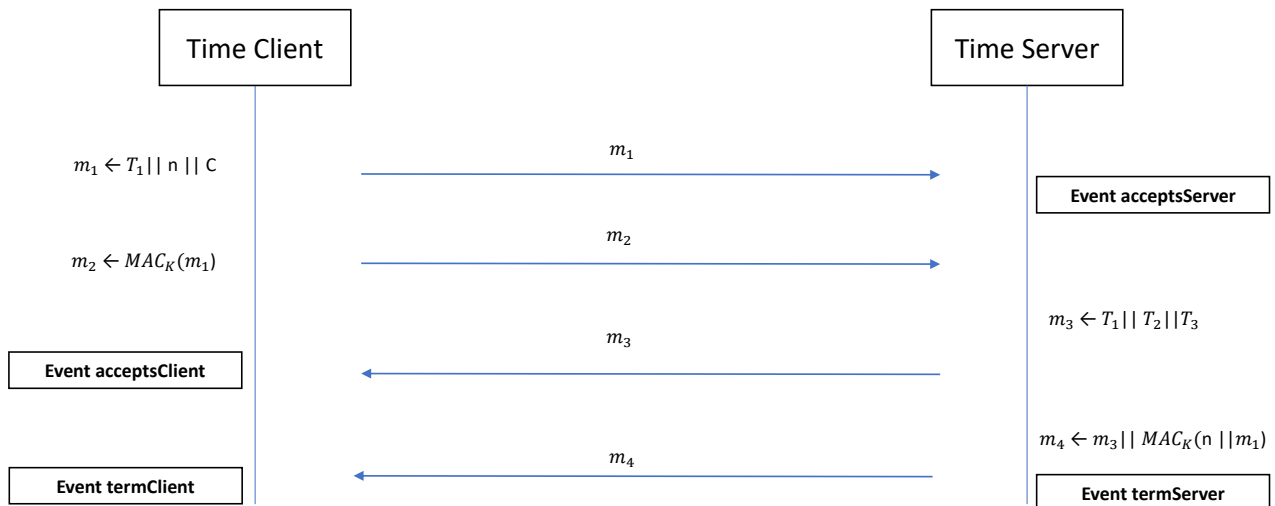 Time Client
Time Server
m₁ ← T₁|| n || C
m₁
Event acceptsServer
m₂ ← MAC_K(m₁)
m₂
m₃ ← T₁|| T₂||T₃
m₃
Event acceptsClient
m₄ ← m₃|| MAC_K(n ||m₁)
m₄
Event termClient
Event termServer